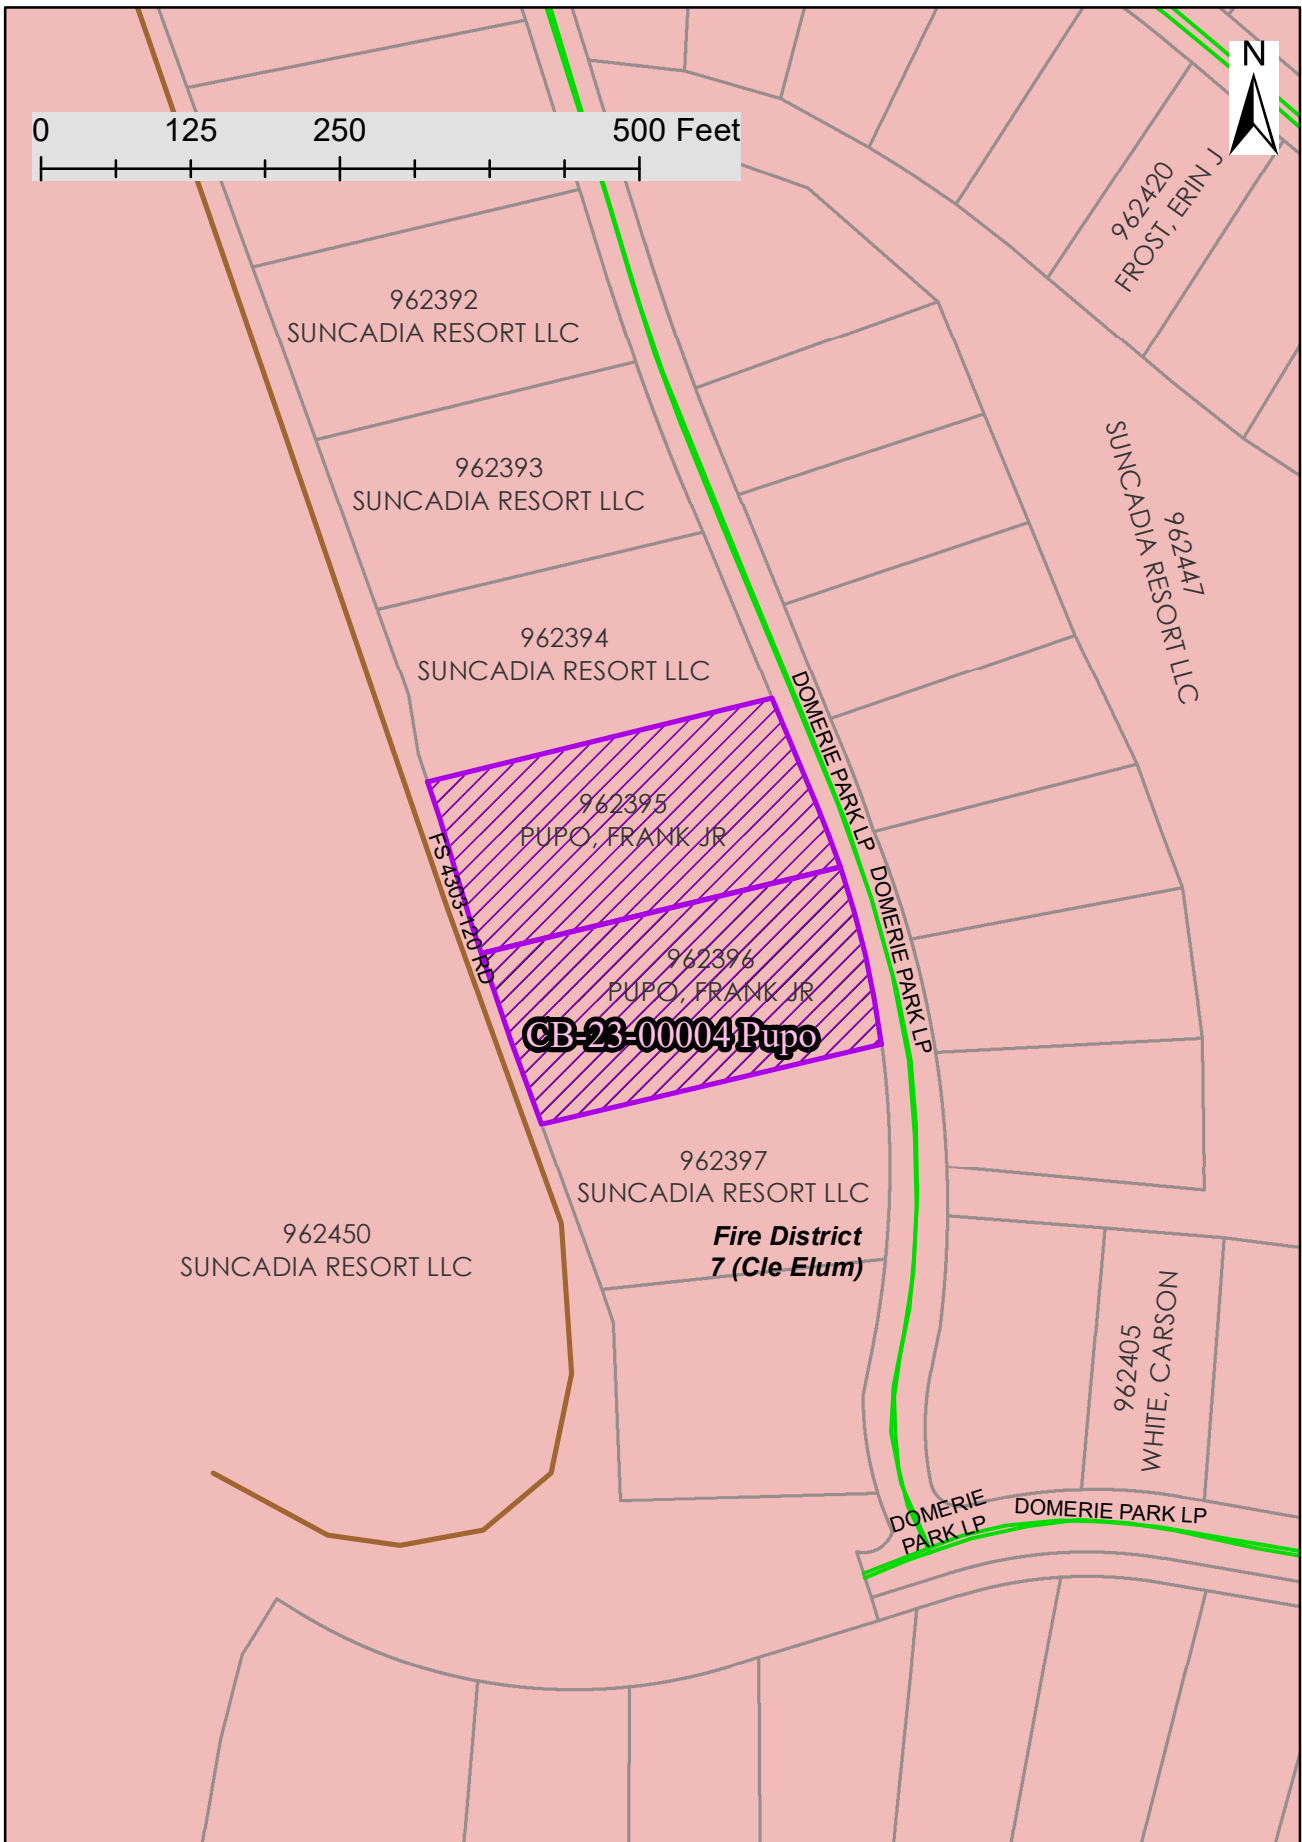 N
0 125 250 500 Feet
962420
FROST, ERIN J
962392
SUNCADIA RESORT LLC
962393
SUNCADIA RESORT LLC
962447
SUNCADIA RESORT LLC
962394
SUNCADIA RESORT LLC
DOMERIE PARK LP
962395
PUPO, FRANK JR
FS 4303-120 RD
DOMERIE PARK LP
962396
PUPO, FRANK JR
CB-23-00004 Pupo
962397
SUNCADIA RESORT LLC
Fire District
7 (Cle Elum)
962450
SUNCADIA RESORT LLC
962405
WHITE, CARSON
DOMERIE
PARK LP
DOMERIE PARK LP